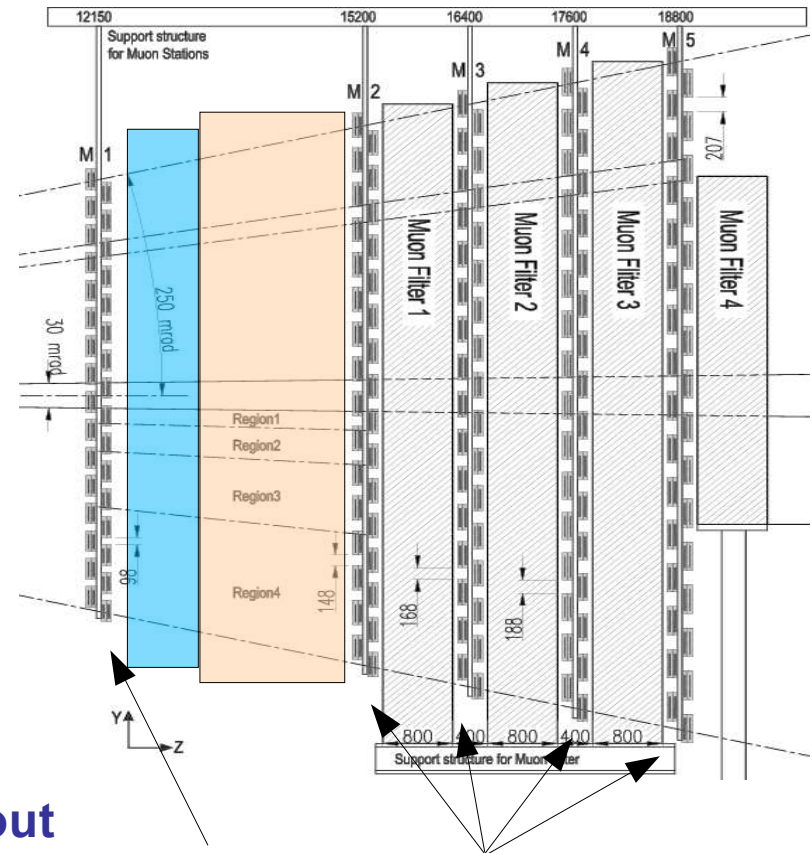 12150
15200
16400
17600
18800
Support structure
for Muon Stations
M 1
M 2
M 3
M 4
M 5
207
Muon Filter 1
Muon Filter 2
Muon Filter 3
Muon Filter 4
250 mrad
30 mrad
Region1
Region2
Region3
Region4
98
148
168
188
Y
Z
800
400
800
400
800
Support structure for Muon
out